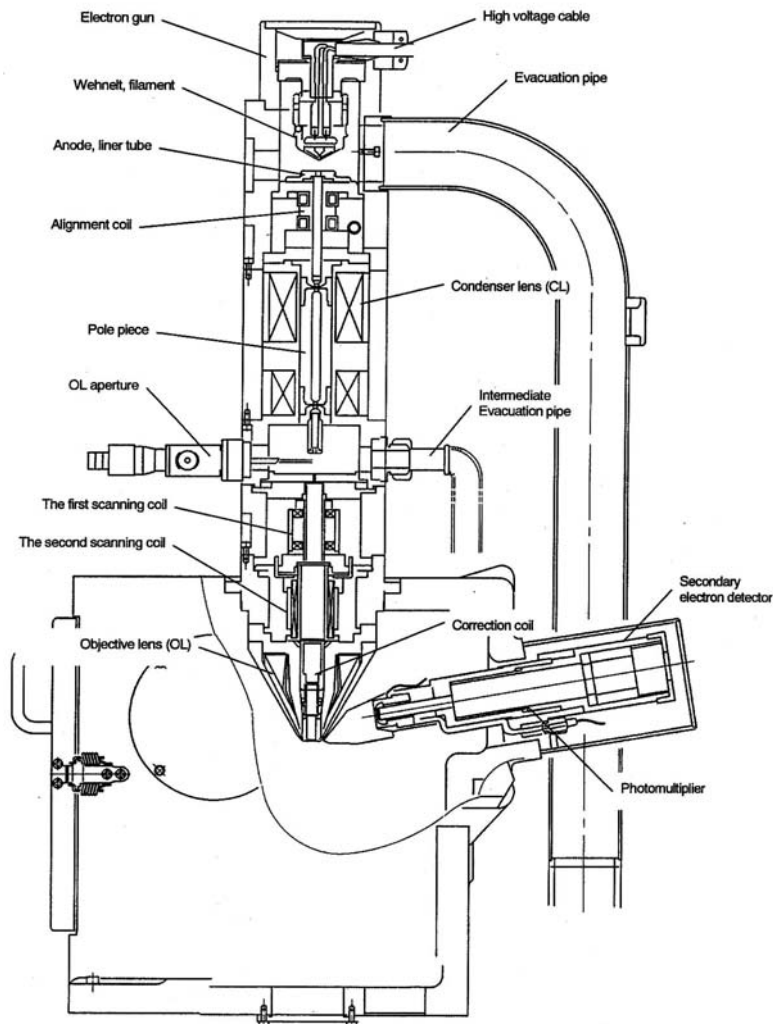 Electron gun
High voltage cable
Wehnelt, filament
Evacuation pipe
Anode, liner tube
Alignment coil
Condenser lens (CL)
Pole piece
OL aperture
Intermediate
Evacuation pipe
The first scanning coil
The second scanning coil
Secondary
electron detector
Correction coil
Objective lens (OL)
Photomultiplier